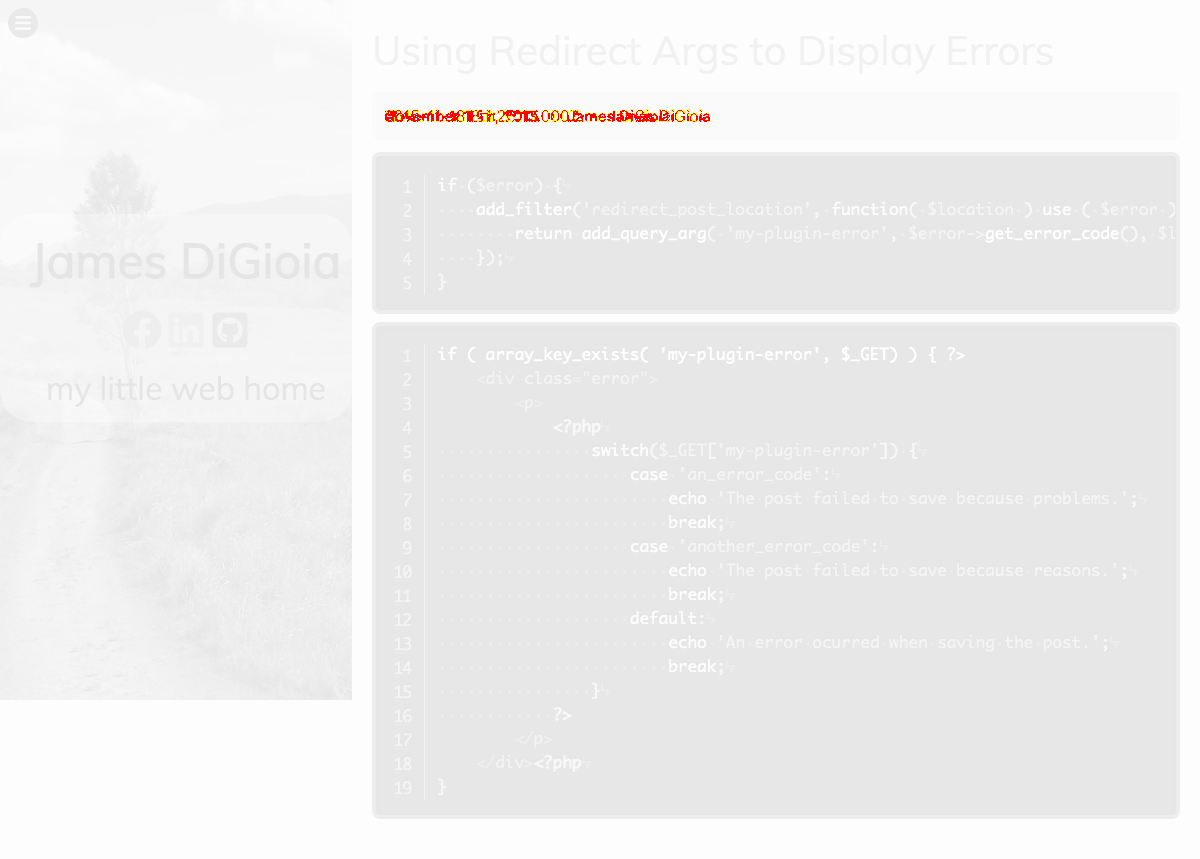 Using Redirect Args to Display Errors
James DiGioia
my little web home
1 if ($error) {
2 add_filter('redirect_post_location', function( $location ) use ( $error )
3 return add_query_arg( 'my-plugin-error', $error->get_error_code(), $l
4 });
5 }
1 if ( array_key_exists( 'my-plugin-error', $_GET) ) { ?>
2 <div class="error">
3 <p>
4 <?php
5 switch($_GET['my-plugin-error']) {
6 case 'an_error_code':
7 echo 'The post failed to save because problems.';
8 break;
9 case 'another_error_code':
10 echo 'The post failed to save because reasons.';
11 break;
12 default:
13 echo 'An error ocurred when saving the post.';
14 break;
15 }
16 ?>
17 </p>
18 </div><?php
19 }